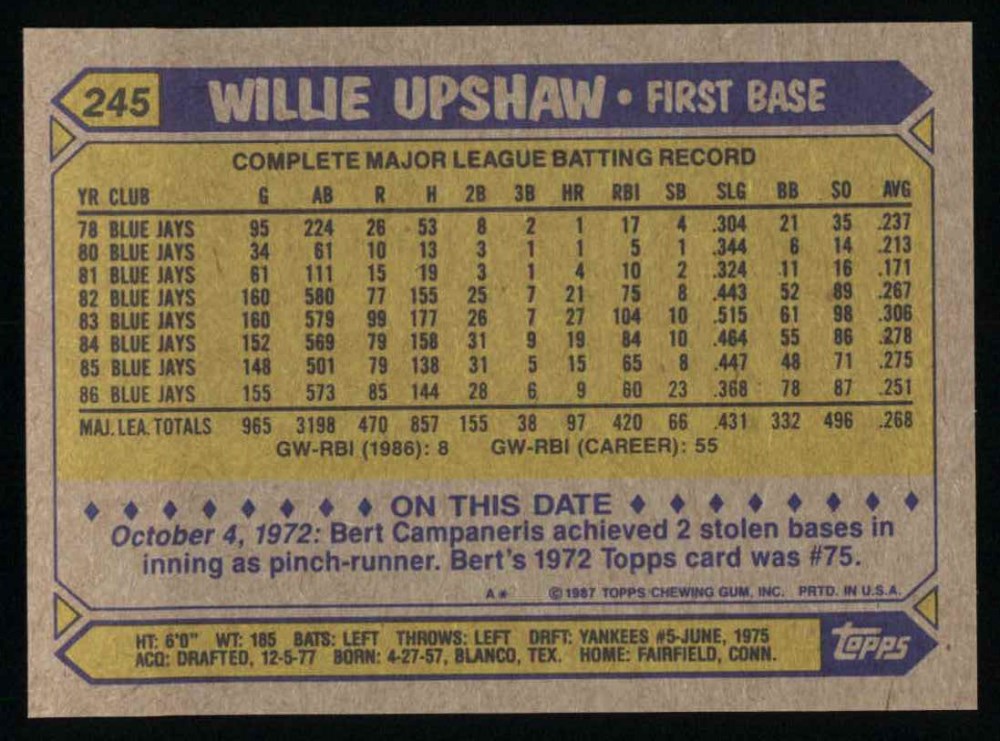 245 WILLIE UPSHAW • FIRST BASE
COMPLETE MAJOR LEAGUE BATTING RECORD
YR CLUB G AB R H 2B 3B HR RBI SB SLG BB SO AVG
78 BLUE JAYS 95 224 26 53 8 2 1 17 4 .304 21 35 .237
80 BLUE JAYS 34 61 10 13 3 1 1 5 1 .344 6 14 .213
81 BLUE JAYS 61 111 15 19 3 1 4 10 2 .324 11 16 .171
82 BLUE JAYS 160 580 77 155 25 7 21 75 8 .443 52 89 .267
83 BLUE JAYS 160 579 99 177 26 7 27 104 10 .515 61 98 .306
84 BLUE JAYS 152 569 79 158 31 9 19 84 10 .464 55 86 .278
85 BLUE JAYS 148 501 79 138 31 5 15 65 8 .447 48 71 .275
86 BLUE JAYS 155 573 85 144 28 6 9 60 23 .368 78 87 .251
MAJ. LEA. TOTALS 965 3198 470 857 155 38 97 420 66 .431 332 496 .268
GW-RBI (1986): 8 GW-RBI (CAREER): 55
ON THIS DATE
October 4, 1972: Bert Campaneris achieved 2 stolen bases in
inning as pinch-runner. Bert's 1972 Topps card was #75.
A* © 1987 TOPPS CHEWING GUM, INC. PRTD. IN U.S.A.
HT: 6'0" WT: 185 BATS: LEFT THROWS: LEFT DRFT: YANKEES #5-JUNE, 1975
ACQ: DRAFTED, 12-5-77 BORN: 4-27-57, BLANCO, TEX. HOME: FAIRFIELD, CONN.
topps